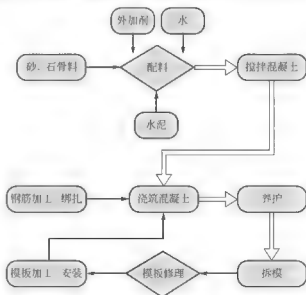 外加剂
水
砂、石骨料
配料
搅拌混凝土
水泥
钢筋加工 绑扎
浇筑混凝土
养护
模板加工 安装
模板修理
拆模